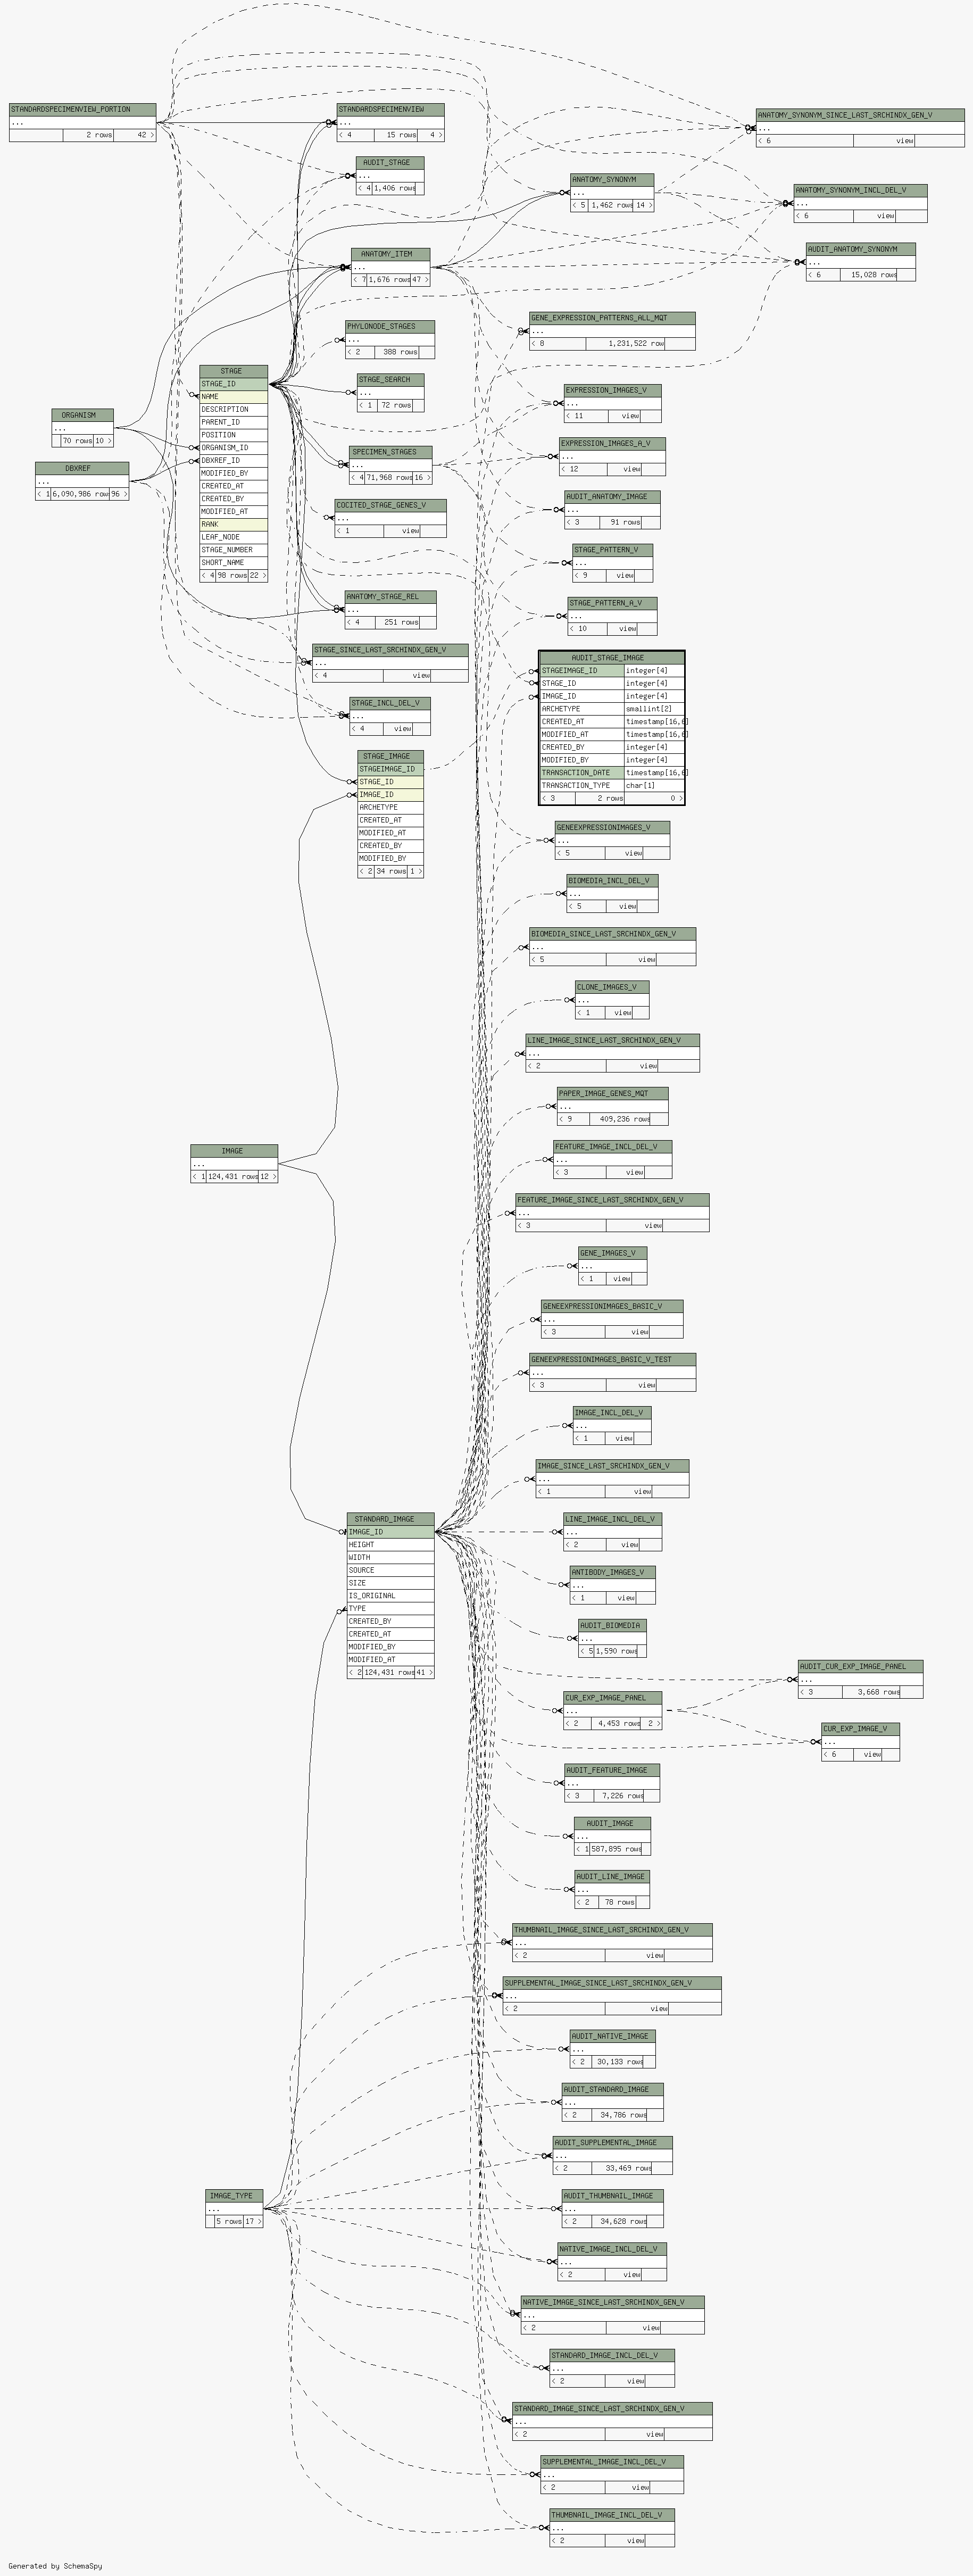 STANDARDSPECIMENVIEW_PORTION
...
2 rows 42 >
STANDARDSPECIMENVIEW
...
< 4 15 rows 4 >
ANATOMY_SYNONYM_SINCE_LAST_SRCHINDX_GEN_V
...
< 6 view
AUDIT_STAGE
...
< 4 1,406 rows
ANATOMY_SYNONYM
...
< 5 1,462 rows 14 >
ANATOMY_SYNONYM_INCL_DEL_V
...
< 6 view
ANATOMY_ITEM
...
< 7 1,676 rows 47 >
AUDIT_ANATOMY_SYNONYM
...
< 6 15,028 rows
PHYLONODE_STAGES
...
< 2 388 rows
GENE_EXPRESSION_PATTERNS_ALL_MQT
...
< 8 1,231,522 row
STAGE
STAGE_ID
NAME
DESCRIPTION
PARENT_ID
POSITION
ORGANISM_ID
DBXREF_ID
MODIFIED_BY
CREATED_AT
CREATED_BY
MODIFIED_AT
RANK
LEAF_NODE
STAGE_NUMBER
SHORT_NAME
< 4 98 rows 22 >
STAGE_SEARCH
...
< 1 72 rows
EXPRESSION_IMAGES_V
...
< 11 view
ORGANISM
...
70 rows 10 >
DBXREF
...
< 1 6,090,986 row 96 >
SPECIMEN_STAGES
...
< 4 71,968 rows 16 >
EXPRESSION_IMAGES_A_V
...
< 12 view
COCITED_STAGE_GENES_V
...
< 1 view
AUDIT_ANATOMY_IMAGE
...
< 3 91 rows
STAGE_PATTERN_V
...
< 9 view
ANATOMY_STAGE_REL
...
< 4 251 rows
STAGE_PATTERN_A_V
...
< 10 view
STAGE_SINCE_LAST_SRCHINDX_GEN_V
...
< 4 view
STAGE_INCL_DEL_V
...
< 4 view
AUDIT_STAGE_IMAGE
STAGEIMAGE_ID integer[4]
STAGE_ID integer[4]
IMAGE_ID integer[4]
ARCHETYPE smallint[2]
CREATED_AT timestamp[16,6]
MODIFIED_AT timestamp[16,6]
CREATED_BY integer[4]
MODIFIED_BY integer[4]
TRANSACTION_DATE timestamp[16,6]
TRANSACTION_TYPE char[1]
< 3 2 rows 0 >
STAGE_IMAGE
STAGEIMAGE_ID
STAGE_ID
IMAGE_ID
ARCHETYPE
CREATED_AT
MODIFIED_AT
CREATED_BY
MODIFIED_BY
< 2 34 rows 1 >
GENEEXPRESSIONIMAGES_V
...
< 5 view
BIOMEDIA_INCL_DEL_V
...
< 5 view
BIOMEDIA_SINCE_LAST_SRCHINDX_GEN_V
...
< 5 view
CLONE_IMAGES_V
...
< 1 view
LINE_IMAGE_SINCE_LAST_SRCHINDX_GEN_V
...
< 2 view
PAPER_IMAGE_GENES_MQT
...
< 9 409,236 rows
IMAGE
...
< 1 124,431 rows 12 >
FEATURE_IMAGE_INCL_DEL_V
...
< 3 view
FEATURE_IMAGE_SINCE_LAST_SRCHINDX_GEN_V
...
< 3 view
GENE_IMAGES_V
...
< 1 view
GENEEXPRESSIONIMAGES_BASIC_V
...
< 3 view
GENEEXPRESSIONIMAGES_BASIC_V_TEST
...
< 3 view
IMAGE_INCL_DEL_V
...
< 1 view
IMAGE_SINCE_LAST_SRCHINDX_GEN_V
...
< 1 view
STANDARD_IMAGE
IMAGE_ID
HEIGHT
WIDTH
SOURCE
SIZE
IS_ORIGINAL
TYPE
CREATED_BY
CREATED_AT
MODIFIED_BY
MODIFIED_AT
< 2 124,431 rows 41 >
LINE_IMAGE_INCL_DEL_V
...
< 2 view
ANTIBODY_IMAGES_V
...
< 1 view
AUDIT_BIOMEDIA
...
< 5 1,590 rows
AUDIT_CUR_EXP_IMAGE_PANEL
...
< 3 3,668 rows
CUR_EXP_IMAGE_PANEL
...
< 2 4,453 rows 2 >
CUR_EXP_IMAGE_V
...
< 6 view
AUDIT_FEATURE_IMAGE
...
< 3 7,226 rows
AUDIT_IMAGE
...
< 1 587,895 rows
AUDIT_LINE_IMAGE
...
< 2 78 rows
THUMBNAIL_IMAGE_SINCE_LAST_SRCHINDX_GEN_V
...
< 2 view
SUPPLEMENTAL_IMAGE_SINCE_LAST_SRCHINDX_GEN_V
...
< 2 view
AUDIT_NATIVE_IMAGE
...
< 2 30,133 rows
AUDIT_STANDARD_IMAGE
...
< 2 34,786 rows
AUDIT_SUPPLEMENTAL_IMAGE
...
< 2 33,469 rows
IMAGE_TYPE
...
5 rows 17 >
AUDIT_THUMBNAIL_IMAGE
...
< 2 34,628 rows
NATIVE_IMAGE_INCL_DEL_V
...
< 2 view
NATIVE_IMAGE_SINCE_LAST_SRCHINDX_GEN_V
...
< 2 view
STANDARD_IMAGE_INCL_DEL_V
...
< 2 view
STANDARD_IMAGE_SINCE_LAST_SRCHINDX_GEN_V
...
< 2 view
SUPPLEMENTAL_IMAGE_INCL_DEL_V
...
< 2 view
THUMBNAIL_IMAGE_INCL_DEL_V
...
< 2 view
Generated by SchemaSpy